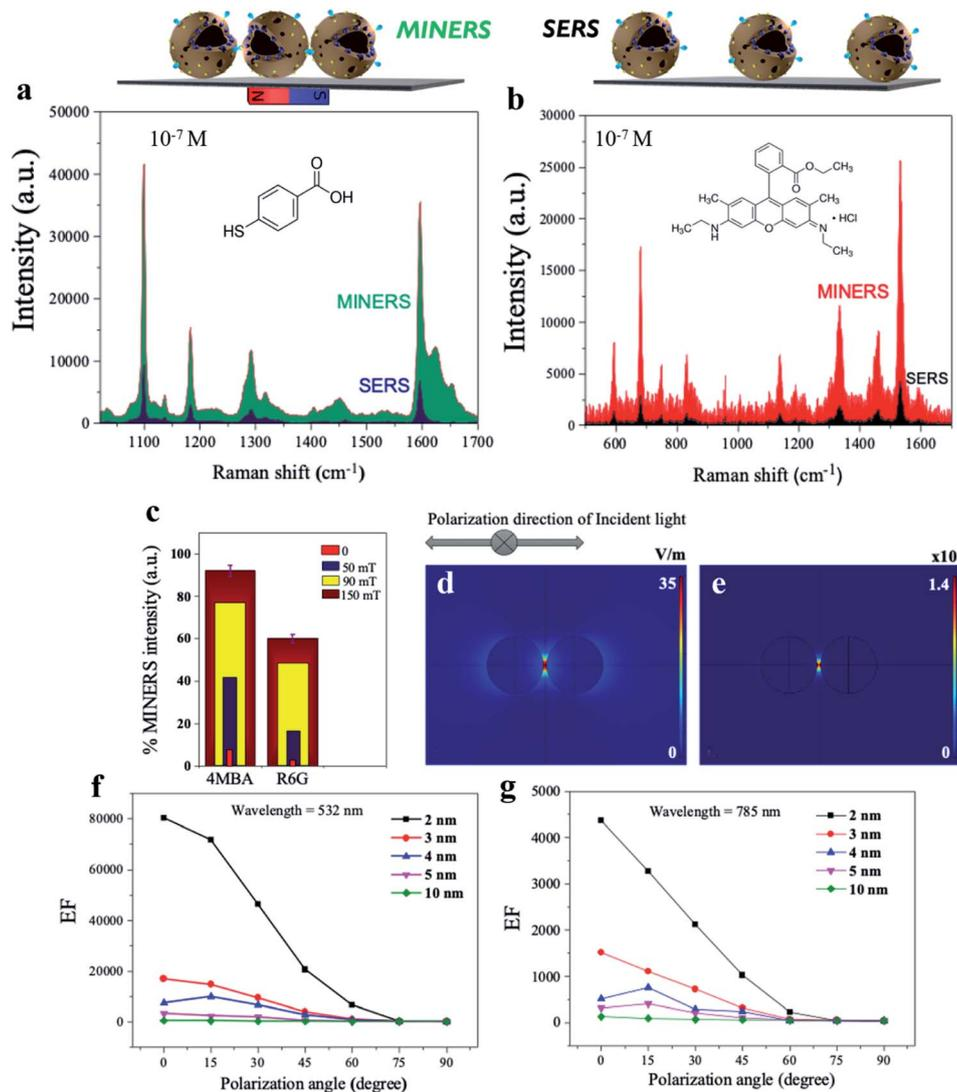 MINERS
SERS
N S
a
10-7 M
50000
40000
30000
20000
10000
0
Intensity (a.u.)
O
OH
HS
MINERS
SERS
1100 1200 1300 1400 1500 1600 1700
Raman shift (cm-1)
b
10-7 M
30000
25000
20000
15000
10000
5000
0
Intensity (a.u.)
O CH3
O
H3C CH3
• HCl
H3C N O N
H CH3
MINERS
SERS
600 800 1000 1200 1400 1600
Raman shift (cm-1)
c
% MINERS intensity (a.u.)
100
80
60
40
20
0
0
50 mT
90 mT
150 mT
4MBA R6G
Polarization direction of Incident light
d
V/m
35
0
e
x10
1.4
0
f
Wavelength = 532 nm
EF
80000
60000
40000
20000
0
2 nm
3 nm
4 nm
5 nm
10 nm
0 15 30 45 60 75 90
Polarization angle (degree)
g
Wavelength = 785 nm
EF
5000
4000
3000
2000
1000
0
2 nm
3 nm
4 nm
5 nm
10 nm
0 15 30 45 60 75 90
Polarization angle (degree)